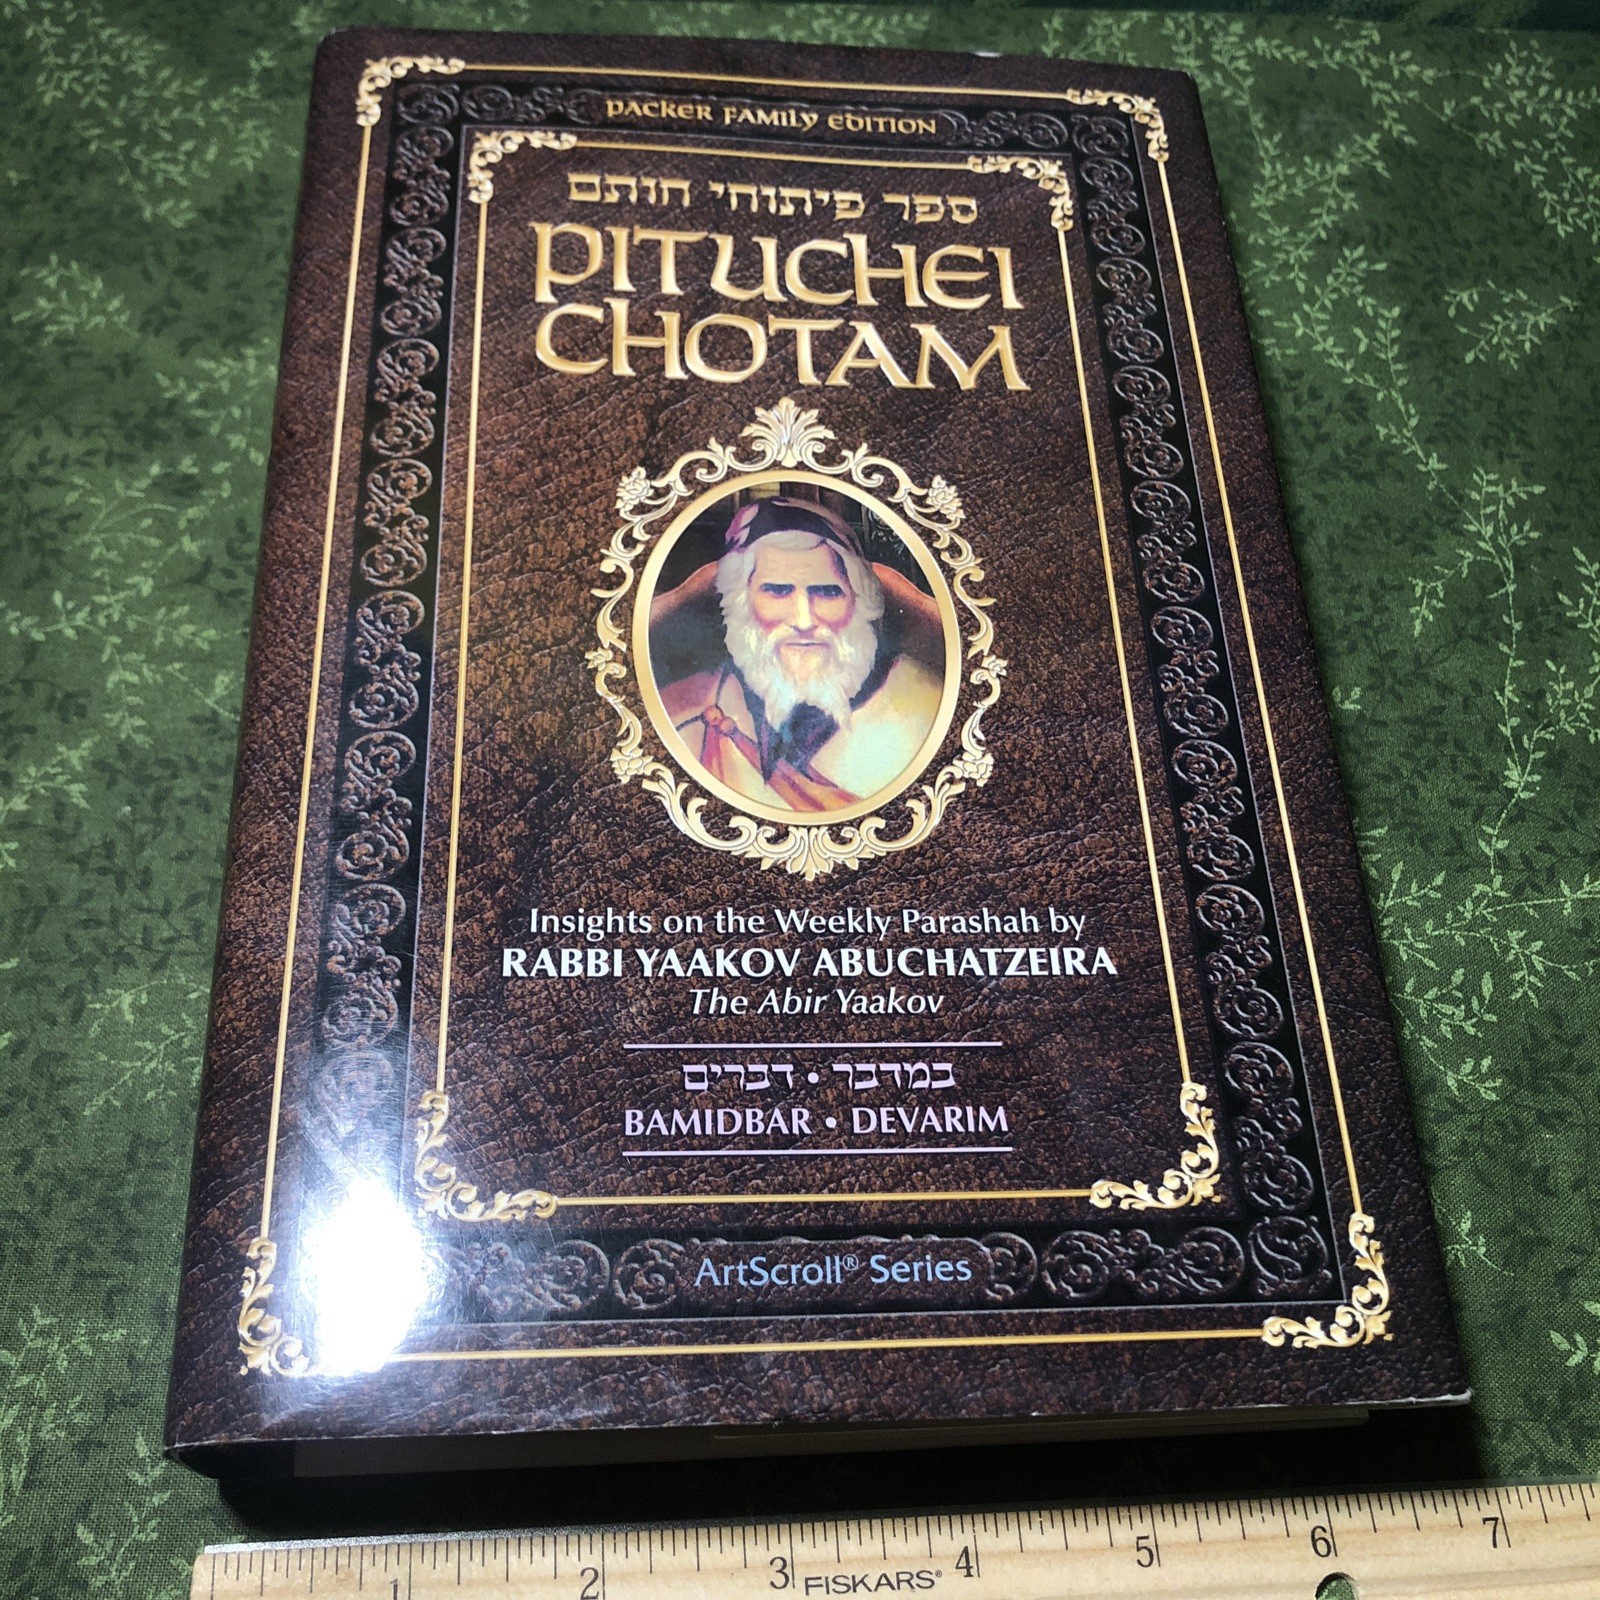 PACKER FAMILY EDITION
ספר פיתוחי חותם
PITUCHEI
CHOTAM
Insights on the Weekly Parashah by
RABBI YAAKOV ABUCHATZEIRA
The Abir Yaakov
במדבר • דברים
BAMIDBAR • DEVARIM
ArtScroll® Series
1 2 3 FISKARS® 4 5 6 7